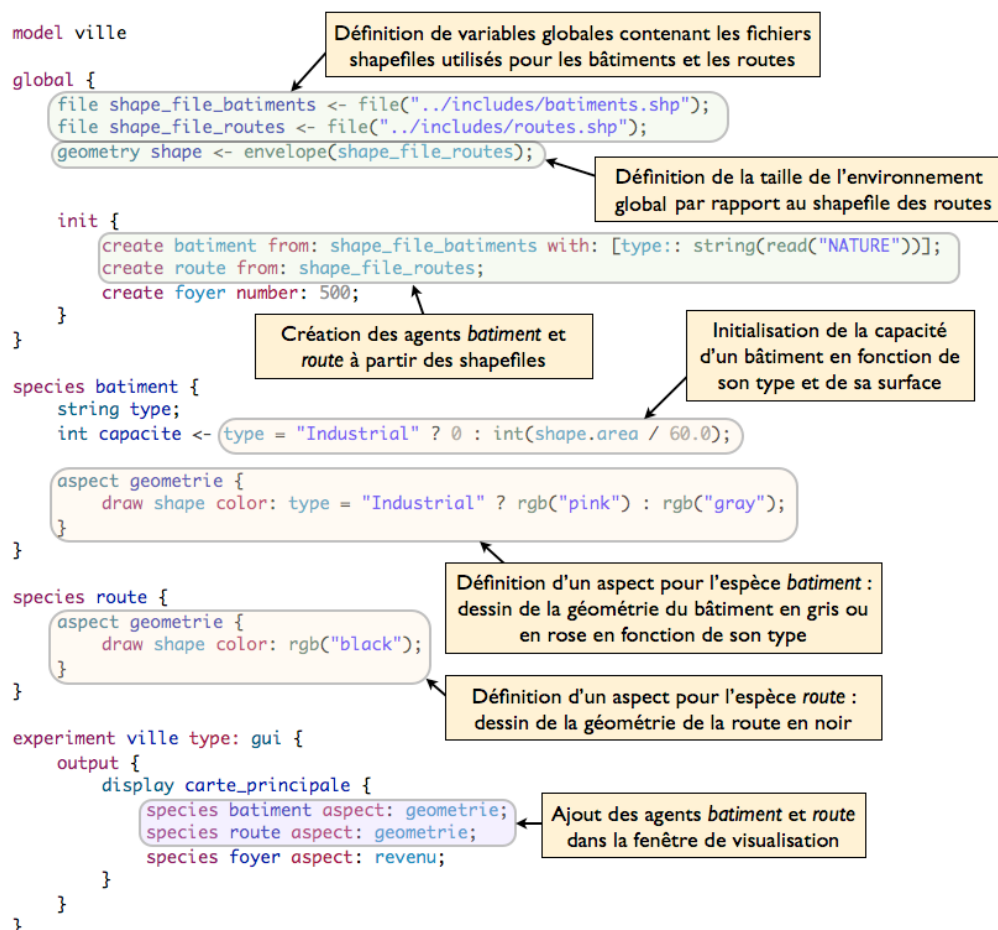 model ville
Définition de variables globales contenant les fichiers
shapefiles utilisés pour les bâtiments et les routes
global {
file shape_file_batiments <- file("../includes/batiments.shp");
file shape_file_routes <- file("../includes/routes.shp");
geometry shape <- envelope(shape_file_routes);
Définition de la taille de l'environnement
global par rapport au shapefile des routes
init {
create batiment from: shape_file_batiments with: [type:: string(read("NATURE"))];
create route from: shape_file_routes;
create foyer number: 500;
}
}
Création des agents batiment et
route à partir des shapefiles
Initialisation de la capacité
d'un bâtiment en fonction de
son type et de sa surface
species batiment {
string type;
int capacite <- type = "Industrial" ? 0 : int(shape.area / 60.0);
aspect geometrie {
draw shape color: type = "Industrial" ? rgb("pink") : rgb("gray");
}
}
Définition d'un aspect pour l'espèce batiment :
dessin de la géométrie du bâtiment en gris ou
en rose en fonction de son type
species route {
aspect geometrie {
draw shape color: rgb("black");
}
}
Définition d'un aspect pour l'espèce route :
dessin de la géométrie de la route en noir
experiment ville type: gui {
output {
display carte_principale {
species batiment aspect: geometrie;
species route aspect: geometrie;
species foyer aspect: revenu;
}
}
}
Ajout des agents batiment et route
dans la fenêtre de visualisation